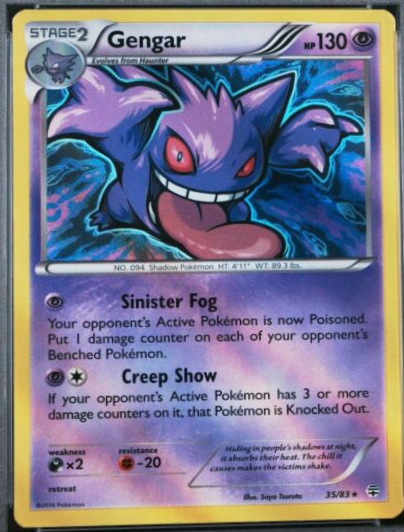 STAGE2
Gengar
HP130
Evolves from Haunter
NO. 094 Shadow Pokémon HT: 4'11" WT: 89.3 lbs.
Sinister Fog
Your opponent's Active Pokémon is now Poisoned.
Put 1 damage counter on each of your opponent's
Benched Pokémon.
Creep Show
If your opponent's Active Pokémon has 3 or more
damage counters on it, that Pokémon is Knocked Out.
weakness
×2
resistance
-20
retreat
Hiding in people's shadows at night,
it absorbs their heat. The chill it
causes makes the victims shake.
©2016 Pokémon
Illus. Saya Tsuruta
35/83★